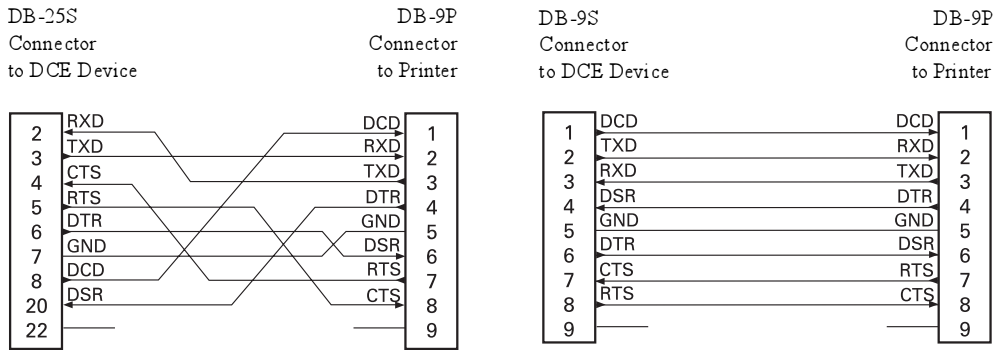 DB-25S
Connector
to DCE Device
DB-9P
Connector
to Printer
2 RXD DCD 1
3 TXD RXD 2
4 CTS TXD 3
5 RTS DTR 4
6 DTR GND 5
7 GND DSR 6
8 DCD RTS 7
20 DSR CTS 8
22 9
DB-9S
Connector
to DCE Device
DB-9P
Connector
to Printer
1 DCD DCD 1
2 TXD RXD 2
3 RXD TXD 3
4 DSR DTR 4
5 GND GND 5
6 DTR DSR 6
7 CTS RTS 7
8 RTS CTS 8
9 9